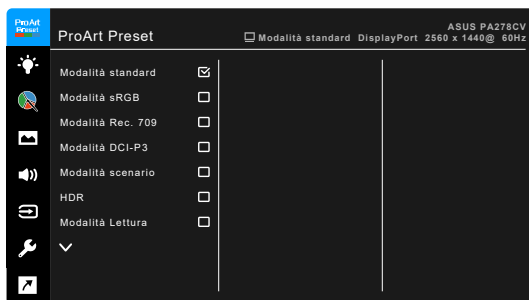 ProArt
Preset
ProArt Preset
ASUS PA278CV
Modalità standard DisplayPort 2560 x 1440@ 60Hz
Modalità standard
Modalità sRGB
Modalità Rec. 709
Modalità DCI-P3
Modalità scenario
HDR
Modalità Lettura